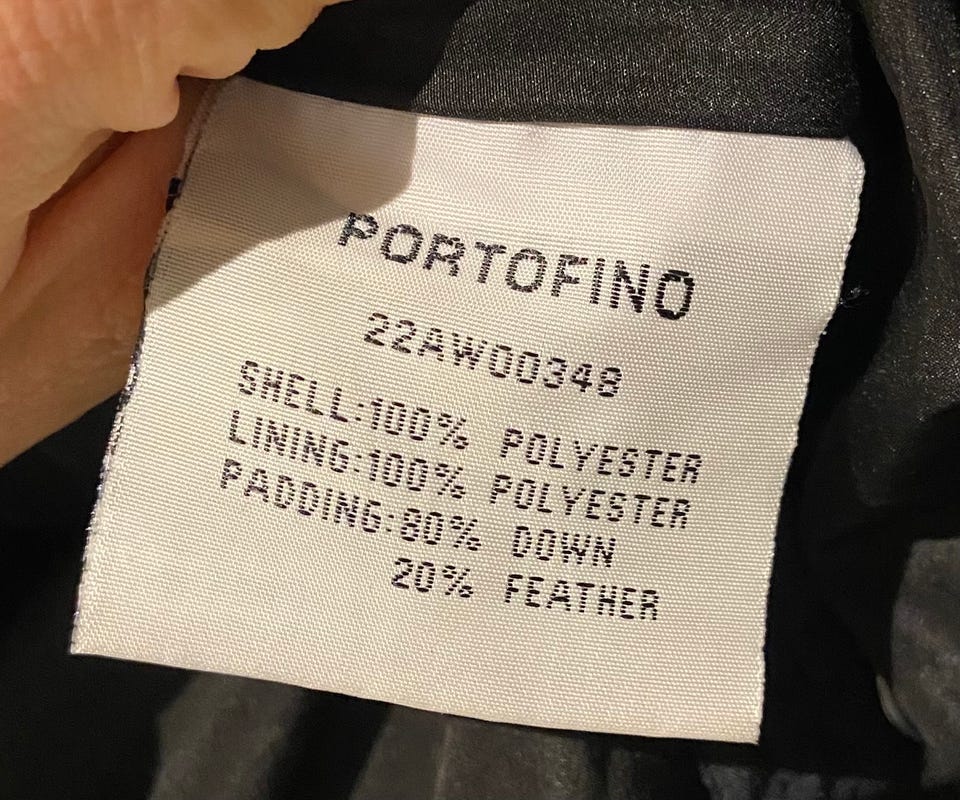 PORTOFINO
22AW00348
SHELL:100% POLYESTER
LINING:100% POLYESTER
PADDING:80% DOWN
20% FEATHER